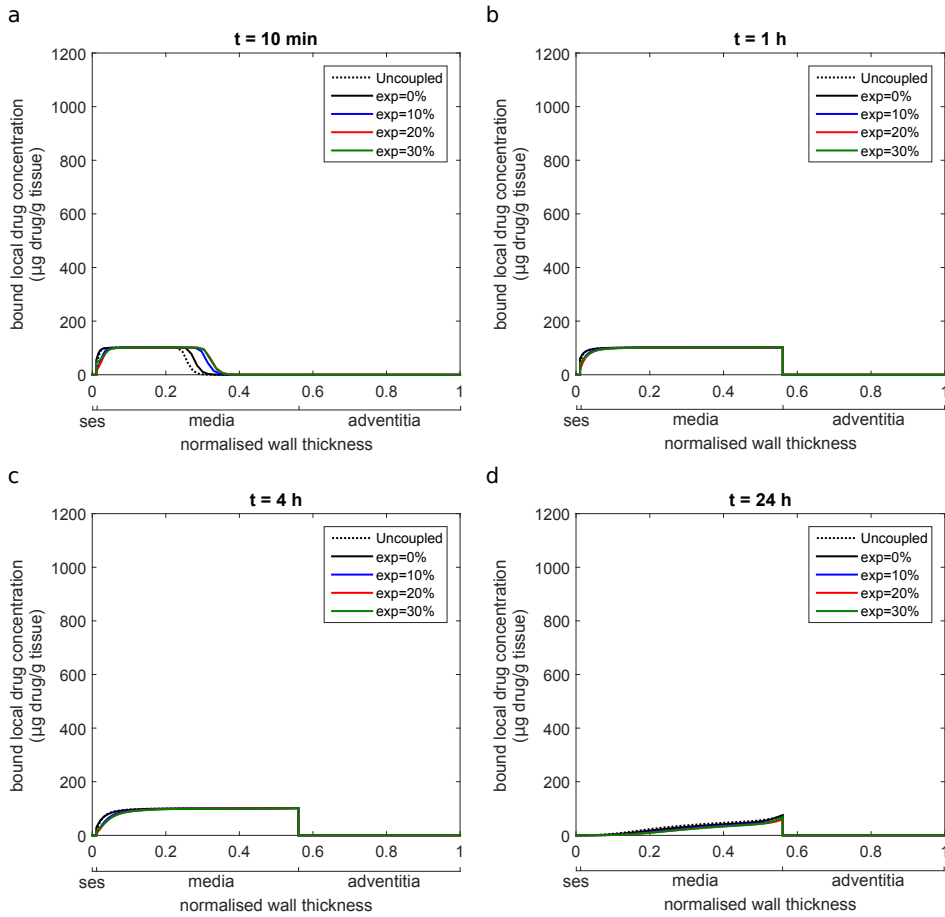 a
t = 10 min
bound local drug concentration
(µg drug/g tissue)
1200
1000
800
600
400
200
0
Uncoupled
exp=0%
exp=10%
exp=20%
exp=30%
0
0.2
0.4
0.6
0.8
1
ses
media
adventitia
normalised wall thickness
b
t = 1 h
bound local drug concentration
(µg drug/g tissue)
1200
1000
800
600
400
200
0
Uncoupled
exp=0%
exp=10%
exp=20%
exp=30%
0
0.2
0.4
0.6
0.8
1
ses
media
adventitia
normalised wall thickness
c
t = 4 h
bound local drug concentration
(µg drug/g tissue)
1200
1000
800
600
400
200
0
Uncoupled
exp=0%
exp=10%
exp=20%
exp=30%
0
0.2
0.4
0.6
0.8
1
ses
media
adventitia
normalised wall thickness
d
t = 24 h
bound local drug concentration
(µg drug/g tissue)
1200
1000
800
600
400
200
0
Uncoupled
exp=0%
exp=10%
exp=20%
exp=30%
0
0.2
0.4
0.6
0.8
1
ses
media
adventitia
normalised wall thickness